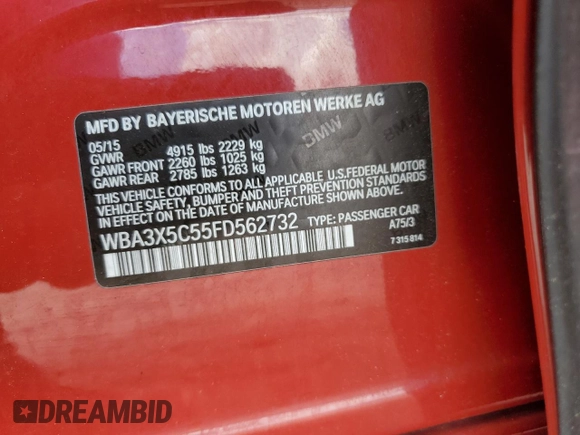 MFD BY BAYERISCHE MOTOREN WERKE AG
05/15
GVWR 4915 lbs 2229 kg
GAWR FRONT 2260 lbs 1025 kg
GAWR REAR 2785 lbs 1263 kg
THIS VEHICLE CONFORMS TO ALL APPLICABLE U.S.FEDERAL MOTOR
VEHICLE SAFETY, BUMPER AND THEFT PREVENTION STANDARDS
IN EFFECT ON THE DATE OF MANUFACTURE SHOWN ABOVE.
WBA3X5C55FD562732 TYPE: PASSENGER CAR
A75/3
7 315 814
BMW
BMW
DREAMBID